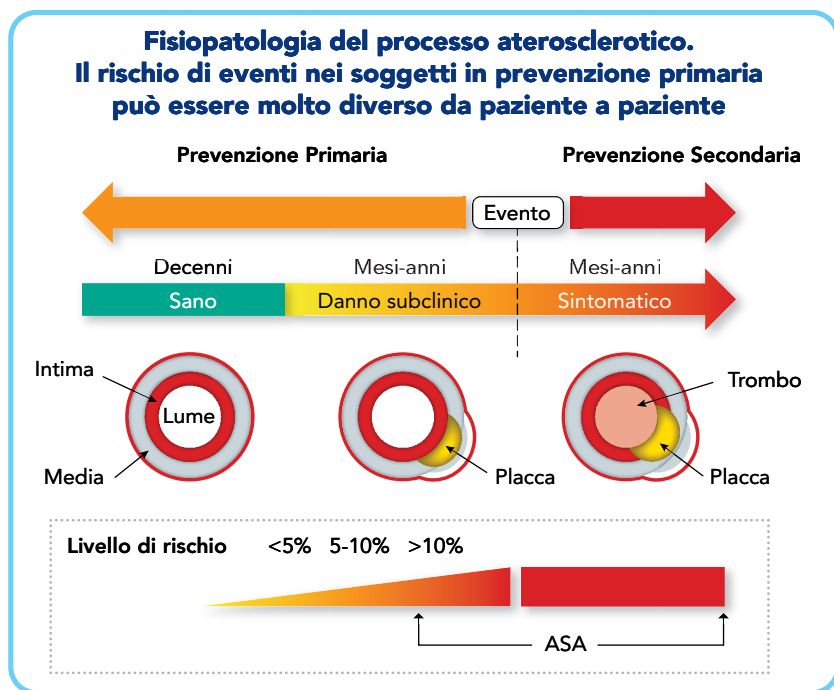 Fisiopatologia del processo aterosclerotico.
Il rischio di eventi nei soggetti in prevenzione primaria
può essere molto diverso da paziente a paziente
Prevenzione Primaria
Prevenzione Secondaria
Evento
Decenni
Mesi-anni
Mesi-anni
Sano
Danno subclinico
Sintomatico
Intima
Lume
Media
Placca
Trombo
Placca
Livello di rischio <5% 5-10% >10%
ASA